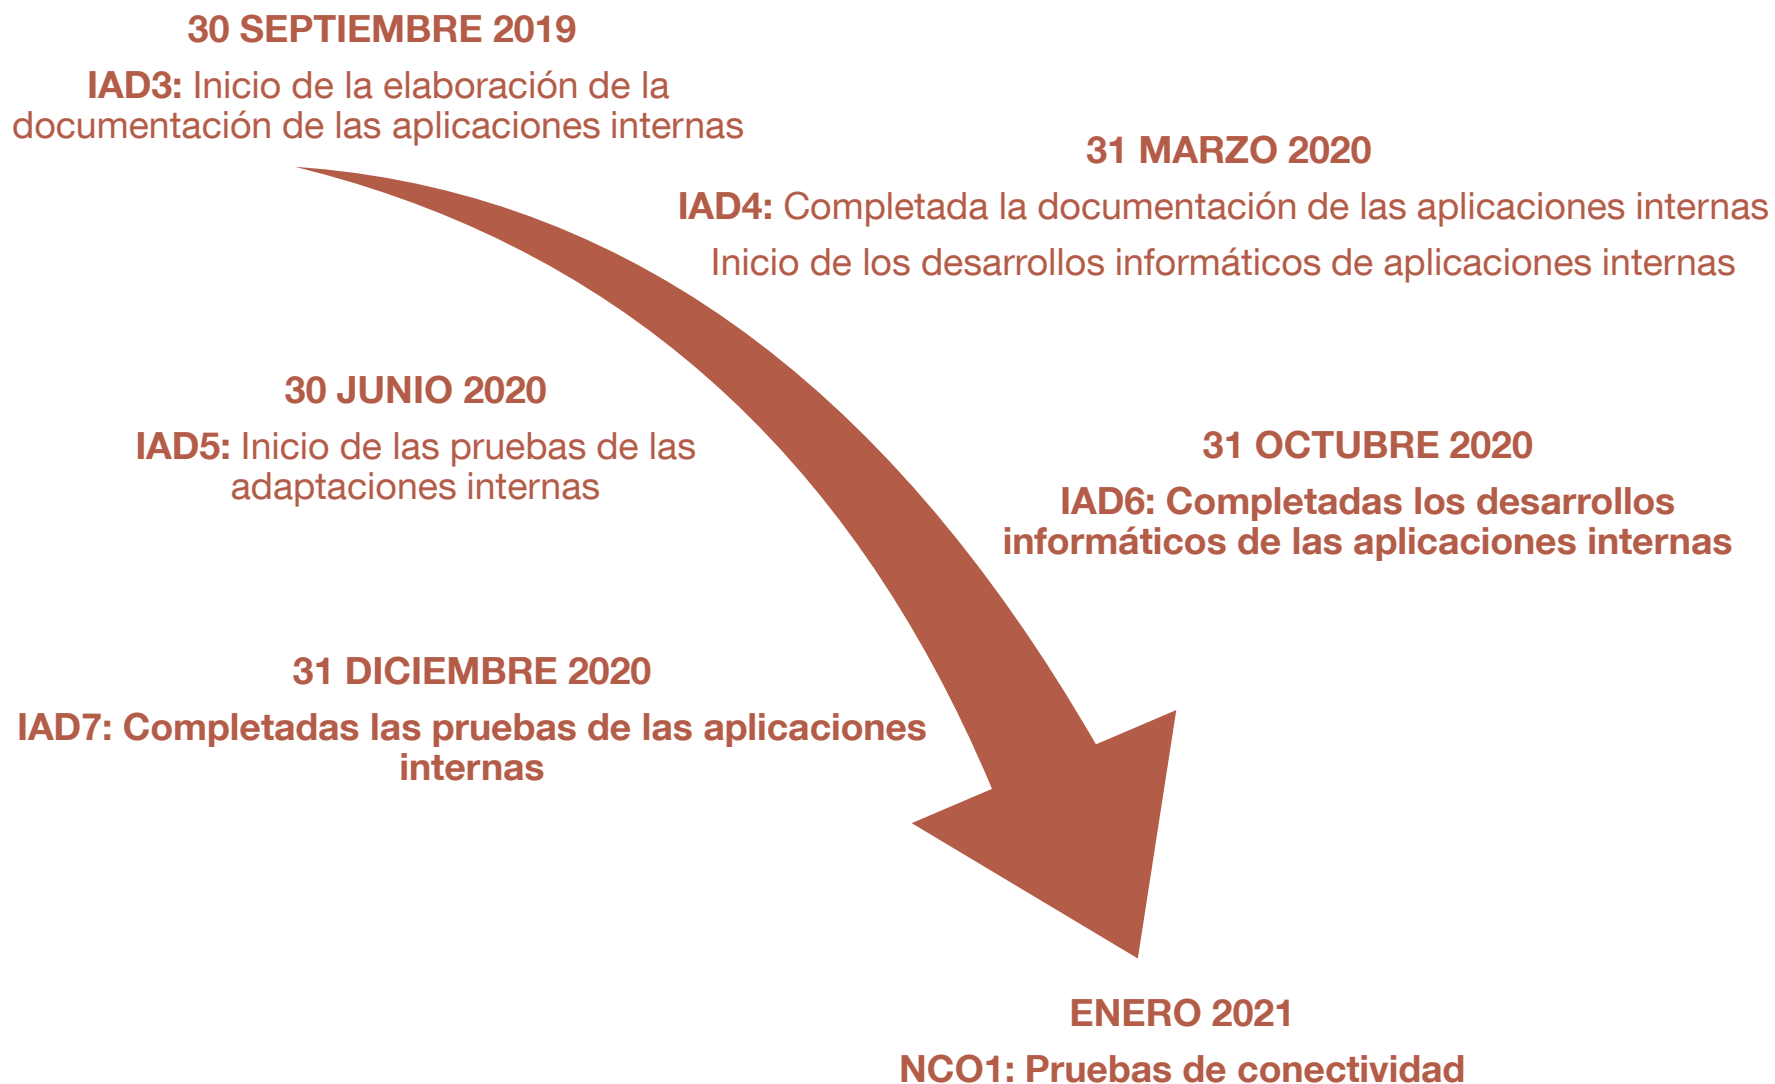 30 SEPTIEMBRE 2019
IAD3: Inicio de la elaboración de la
documentación de las aplicaciones internas
31 MARZO 2020
IAD4: Completada la documentación de las aplicaciones internas
Inicio de los desarrollos informáticos de aplicaciones internas
30 JUNIO 2020
IAD5: Inicio de las pruebas de las
adaptaciones internas
31 OCTUBRE 2020
IAD6: Completadas los desarrollos
informáticos de las aplicaciones internas
31 DICIEMBRE 2020
IAD7: Completadas las pruebas de las aplicaciones
internas
ENERO 2021
NCO1: Pruebas de conectividad